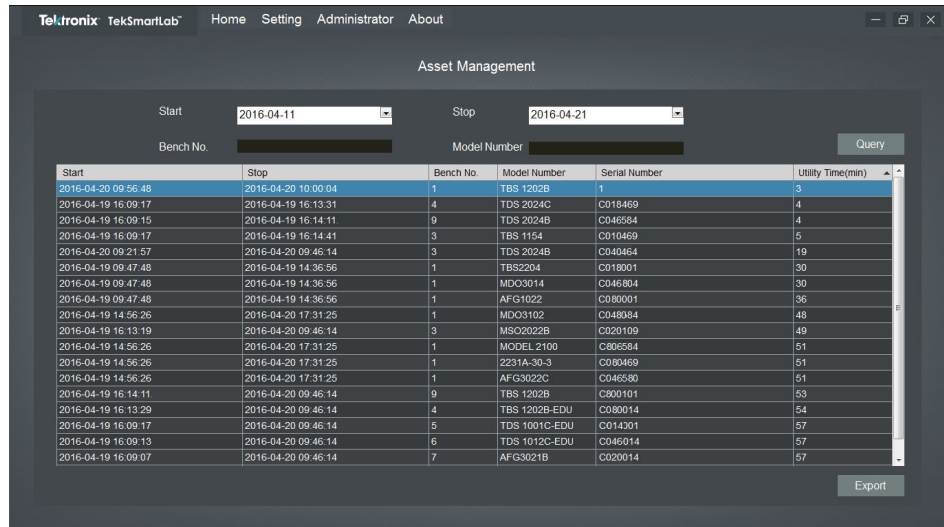 Tektronix TekSmartLab™ Home Setting Administrator About
Asset Management
Start 2016-04-11 Stop 2016-04-21
Bench No. Model Number Query
Start Stop Bench No. Model Number Serial Number Utility Time(min)
2016-04-20 09:56:48 2016-04-20 10:00:04 1 TBS 1202B 1 3
2016-04-19 16:09:17 2016-04-19 16:13:31 4 TDS 2024C C018469 4
2016-04-19 16:09:15 2016-04-19 16:14:11 9 TDS 2024B C046584 4
2016-04-19 16:09:17 2016-04-19 16:14:41 3 TBS 1154 C010469 5
2016-04-20 09:21:57 2016-04-20 09:46:14 3 TDS 2024B C040464 19
2016-04-19 09:47:48 2016-04-19 14:36:56 1 TBS2204 C018001 30
2016-04-19 09:47:48 2016-04-19 14:36:56 1 MDO3014 C046804 30
2016-04-19 09:47:48 2016-04-19 14:36:56 1 AFG1022 C080001 36
2016-04-19 14:56:26 2016-04-20 17:31:25 1 MDO3102 C048084 48
2016-04-19 16:13:19 2016-04-20 09:46:14 3 MSO2022B C020109 49
2016-04-19 14:56:26 2016-04-20 17:31:25 1 MODEL 2100 C806584 51
2016-04-19 14:56:26 2016-04-20 17:31:25 1 2231A-30-3 C080469 51
2016-04-19 14:56:26 2016-04-20 17:31:25 1 AFG3022C C046580 51
2016-04-19 16:14:11 2016-04-20 09:46:14 9 TBS 1202B C800101 53
2016-04-19 16:13:29 2016-04-20 09:46:14 4 TBS 1202B-EDU C080014 54
2016-04-19 16:09:17 2016-04-20 09:46:14 5 TDS 1001C-EDU C014001 57
2016-04-19 16:09:13 2016-04-20 09:46:14 6 TDS 1012C-EDU C046014 57
2016-04-19 16:09:07 2016-04-20 09:46:14 7 AFG3021B C020014 57
Export